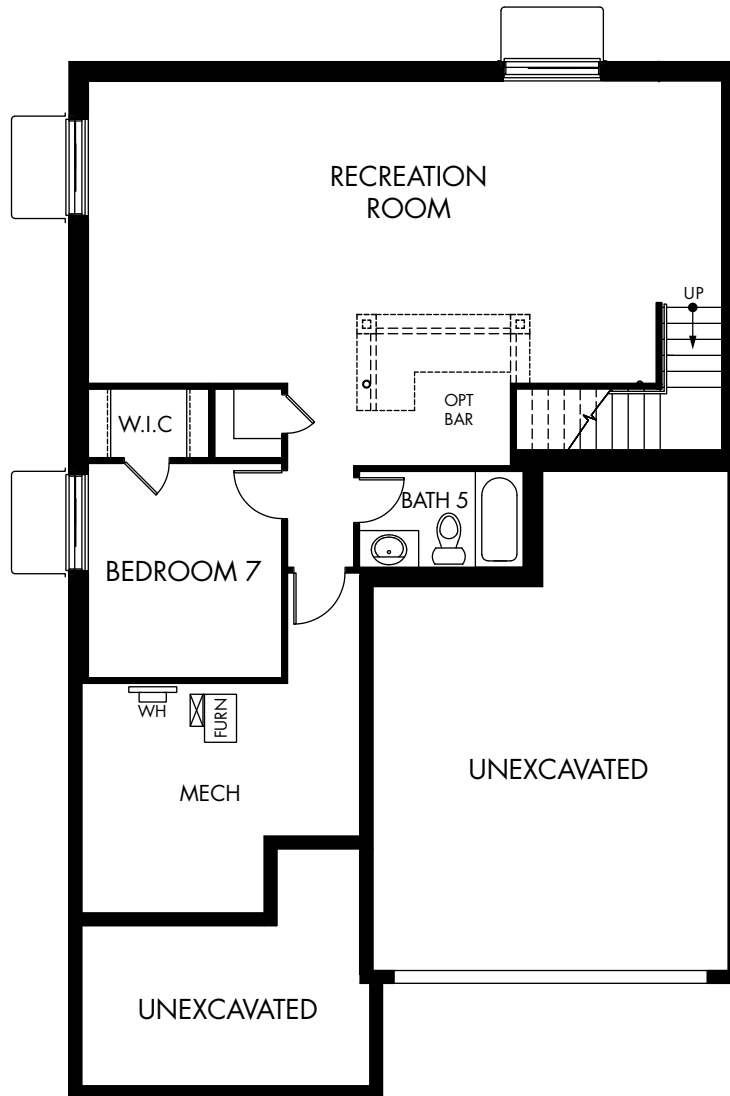 RECREATION
ROOM
UP
OPT
BAR
W.I.C
BATH 5
BEDROOM 7
WH
FURN
MECH
UNEXCAVATED
UNEXCAVATED